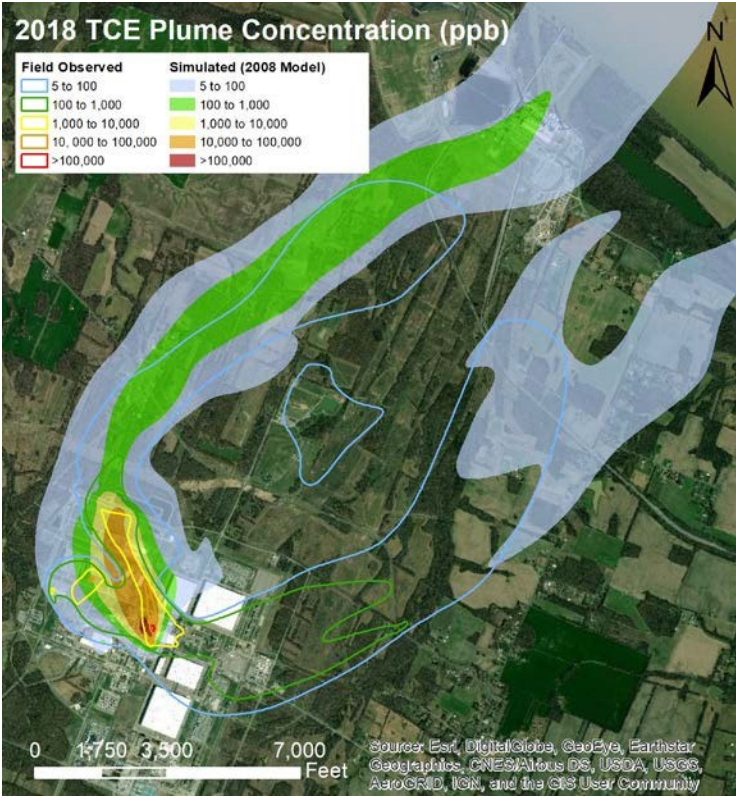 2018 TCE Plume Concentration (ppb)
N
Field Observed Simulated (2008 Model)
5 to 100 5 to 100
100 to 1,000 100 to 1,000
1,000 to 10,000 1,000 to 10,000
10, 000 to 100,000 10,000 to 100,000
>100,000 >100,000
0 1,750 3,500 7,000
Feet
Source: Esri, DigitalGlobe, GeoEye, Earthstar
Geographics, CNES/Airbus DS, USDA, USGS,
AeroGRID, IGN, and the GIS User Community